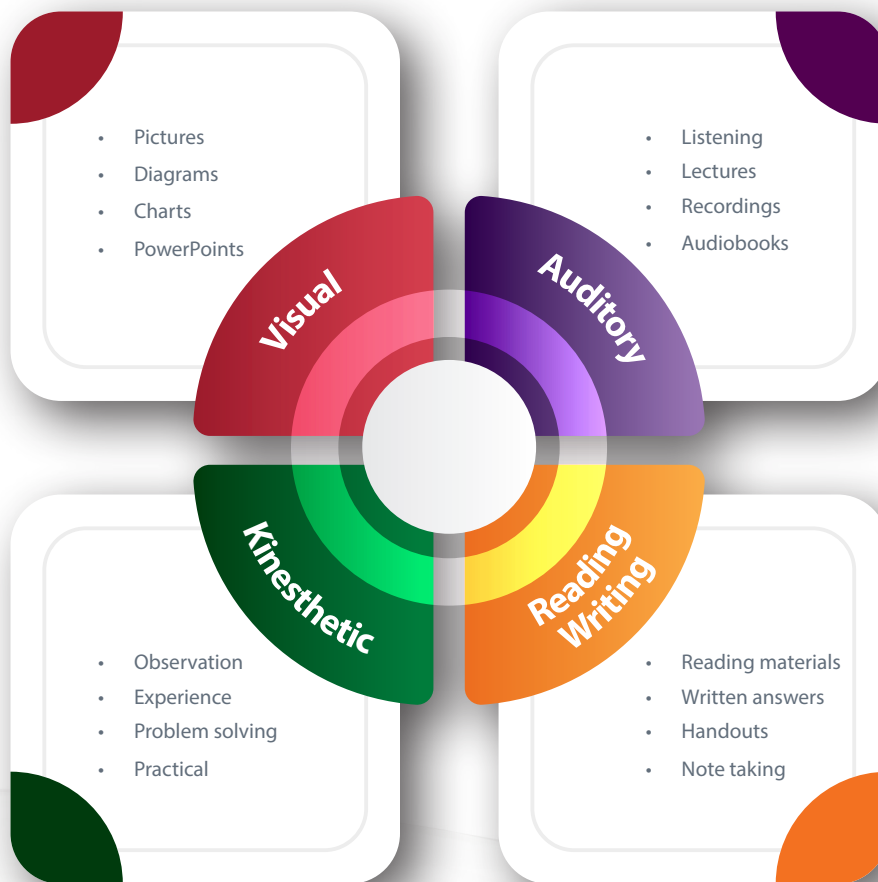 • Pictures
• Diagrams
• Charts
• PowerPoints
Visual
• Listening
• Lectures
• Recordings
• Audiobooks
Auditory
Kinesthetic
• Observation
• Experience
• Problem solving
• Practical
Reading
Writing
• Reading materials
• Written answers
• Handouts
• Note taking